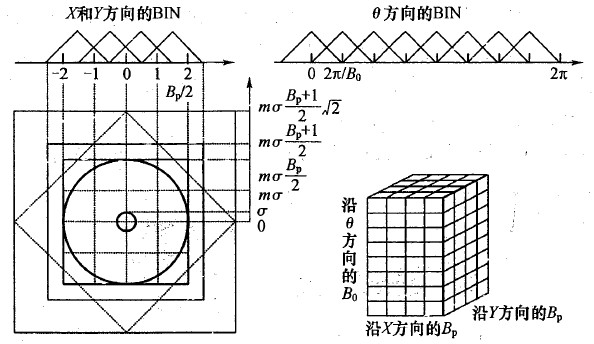 X和Y方向的BIN
θ方向的BIN
-2 -1 0 1 2
0 2π/B₀ 2π
Bₚ/2
mσ (Bₚ+1)/2 √2
mσ (Bₚ+1)/2
mσ Bₚ/2
mσ
σ
0
沿θ方向的B₀
沿X方向的Bₚ
沿Y方向的Bₚ